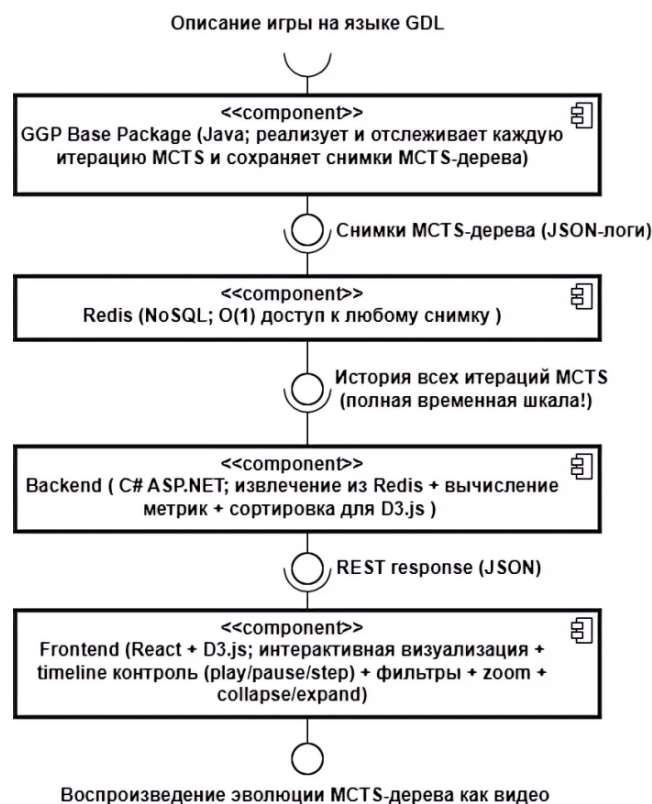 Описание игры на языке GDL
<<component>>
GGP Base Package (Java; реализует и отслеживает каждую
итерацию MCTS и сохраняет снимки MCTS-дерева)
Снимки MCTS-дерева (JSON-логи)
<<component>>
Redis (NoSQL; O(1) доступ к любому снимку )
История всех итераций MCTS
(полная временная шкала!)
<<component>>
Backend ( C# ASP.NET; извлечение из Redis + вычисление
метрик + сортировка для D3.js )
REST response (JSON)
<<component>>
Frontend (React + D3.js; интерактивная визуализация +
timeline контроль (play/pause/step) + фильтры + zoom +
collapse/expand)
Воспроизведение эволюции MCTS-дерева как видео